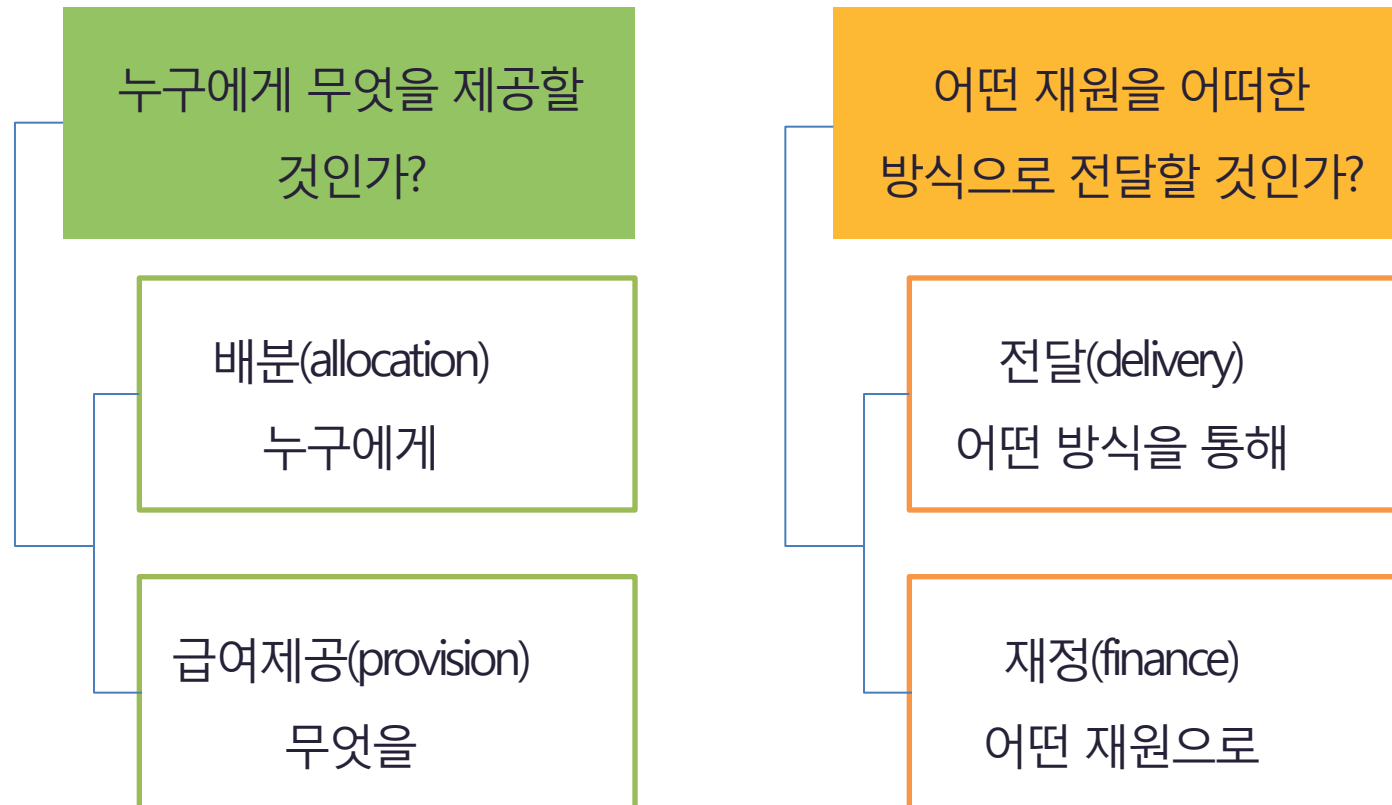 누구에게 무엇을 제공할
것인가?
배분(allocation)
누구에게
급여제공(provision)
무엇을
어떤 재원을 어떠한
방식으로 전달할 것인가?
전달(delivery)
어떤 방식을 통해
재정(finance)
어떤 재원으로